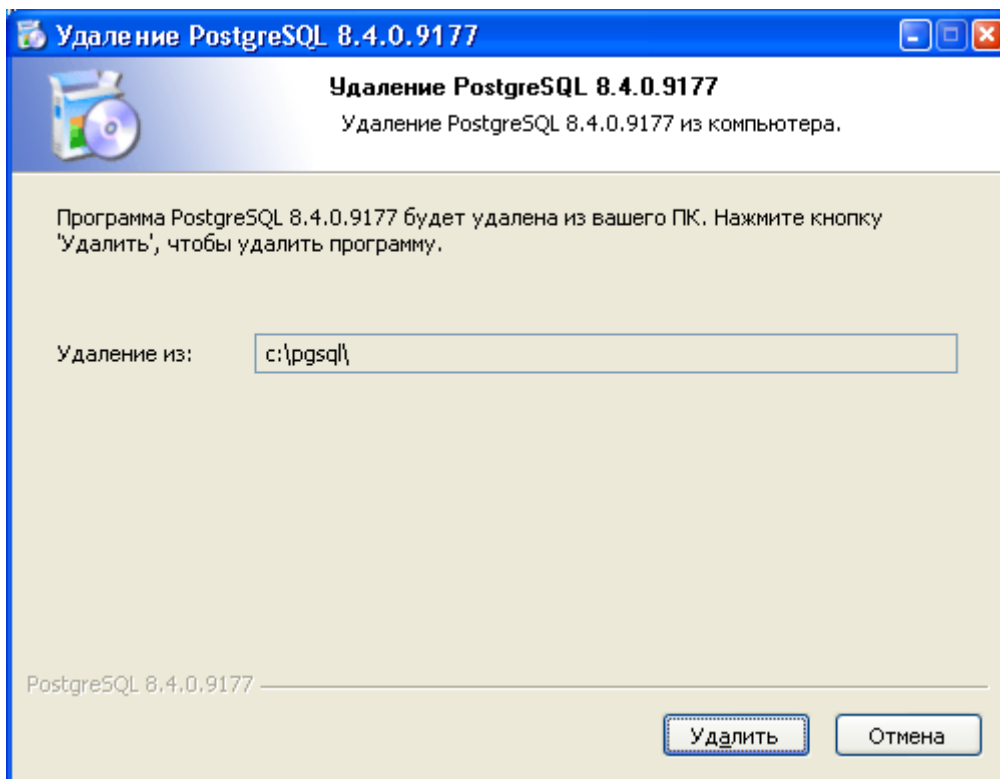 Удаление PostgreSQL 8.4.0.9177
Удаление PostgreSQL 8.4.0.9177
Удаление PostgreSQL 8.4.0.9177 из компьютера.
Программа PostgreSQL 8.4.0.9177 будет удалена из вашего ПК. Нажмите кнопку
'Удалить', чтобы удалить программу.
Удаление из: c:\pgsql\
PostgreSQL 8.4.0.9177
Удалить Отмена